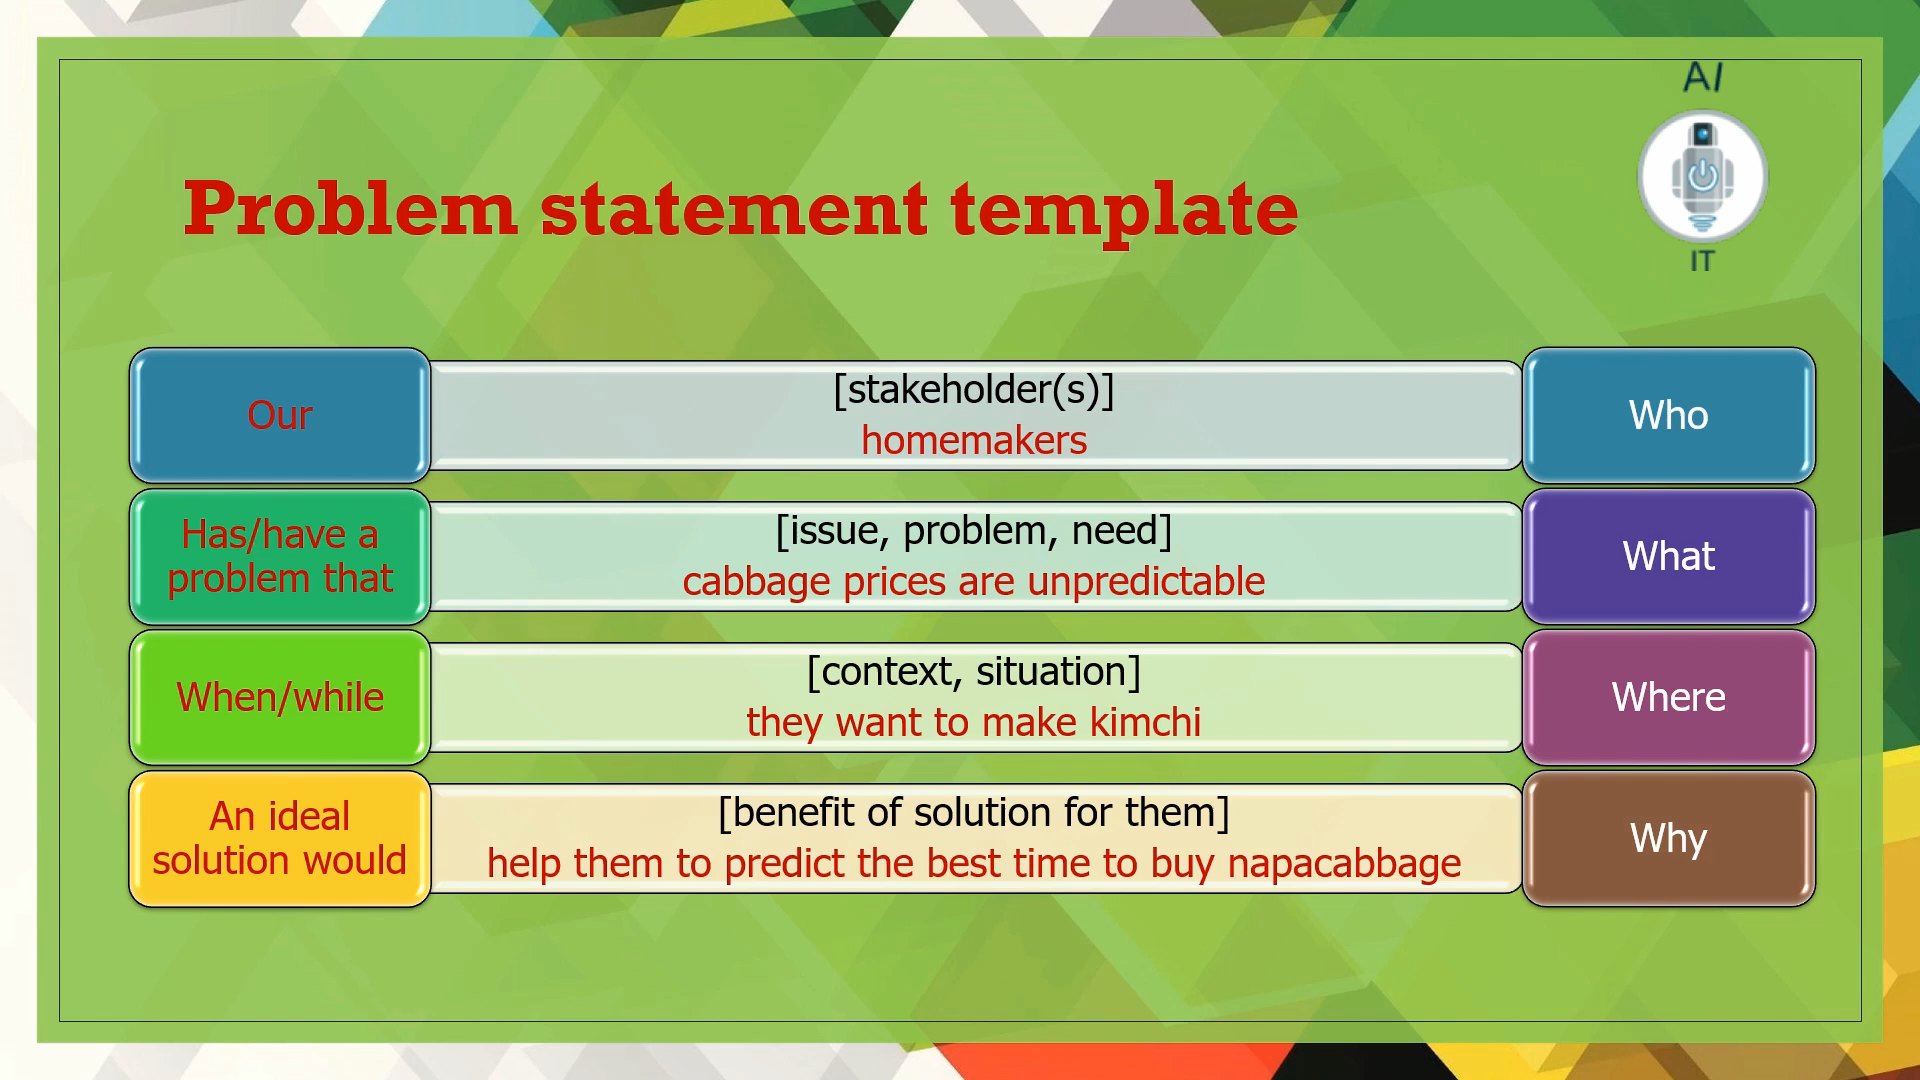 AI
IT
Problem statement template
Our
[stakeholder(s)]
homemakers
Who
Has/have a
problem that
[issue, problem, need]
cabbage prices are unpredictable
What
When/while
[context, situation]
they want to make kimchi
Where
An ideal
solution would
[benefit of solution for them]
help them to predict the best time to buy napacabbage
Why